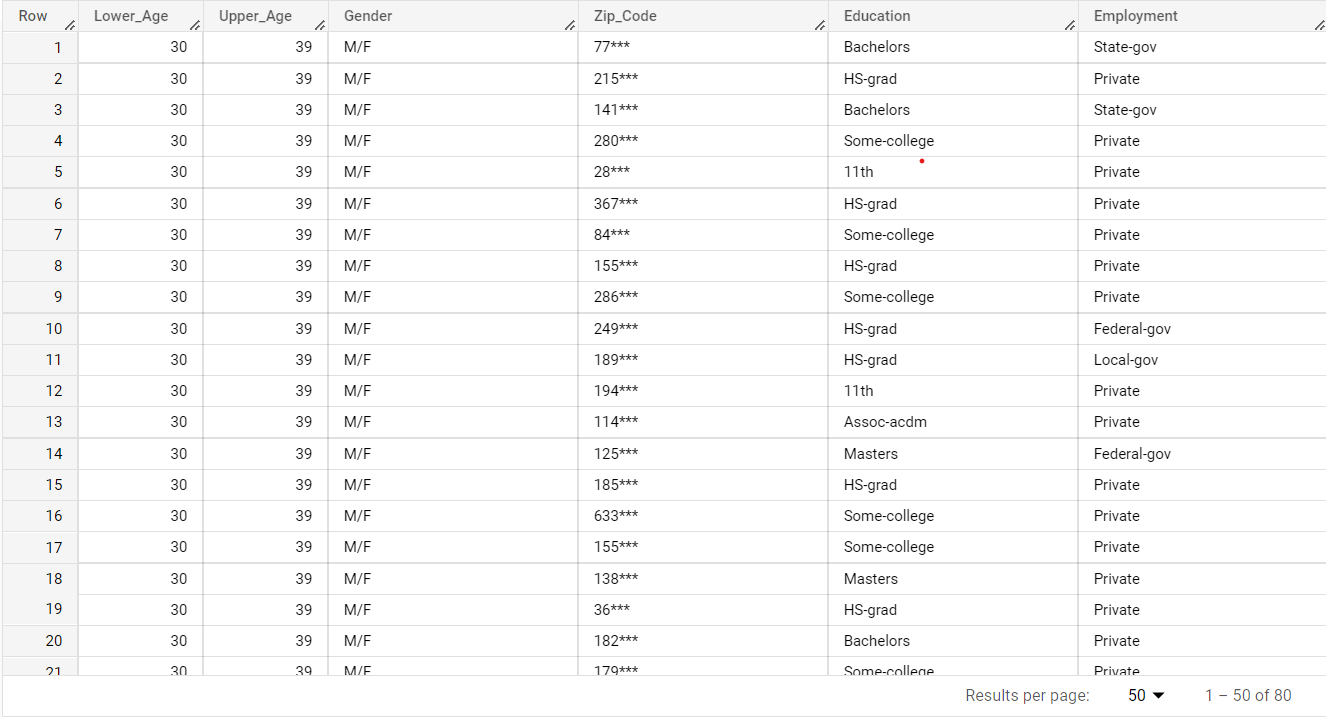 Row Lower_Age Upper_Age Gender Zip_Code Education Employment
1 30 39 M/F 77*** Bachelors State-gov
2 30 39 M/F 215*** HS-grad Private
3 30 39 M/F 141*** Bachelors State-gov
4 30 39 M/F 280*** Some-college Private
5 30 39 M/F 28*** 11th Private
6 30 39 M/F 367*** HS-grad Private
7 30 39 M/F 84*** Some-college Private
8 30 39 M/F 155*** HS-grad Private
9 30 39 M/F 286*** Some-college Private
10 30 39 M/F 249*** HS-grad Federal-gov
11 30 39 M/F 189*** HS-grad Local-gov
12 30 39 M/F 194*** 11th Private
13 30 39 M/F 114*** Assoc-acdm Private
14 30 39 M/F 125*** Masters Federal-gov
15 30 39 M/F 185*** HS-grad Private
16 30 39 M/F 633*** Some-college Private
17 30 39 M/F 155*** Some-college Private
18 30 39 M/F 138*** Masters Private
19 30 39 M/F 36*** HS-grad Private
20 30 39 M/F 182*** Bachelors Private
21 30 39 M/F 179*** Some-college Private
Results per page: 50 1 – 50 of 80